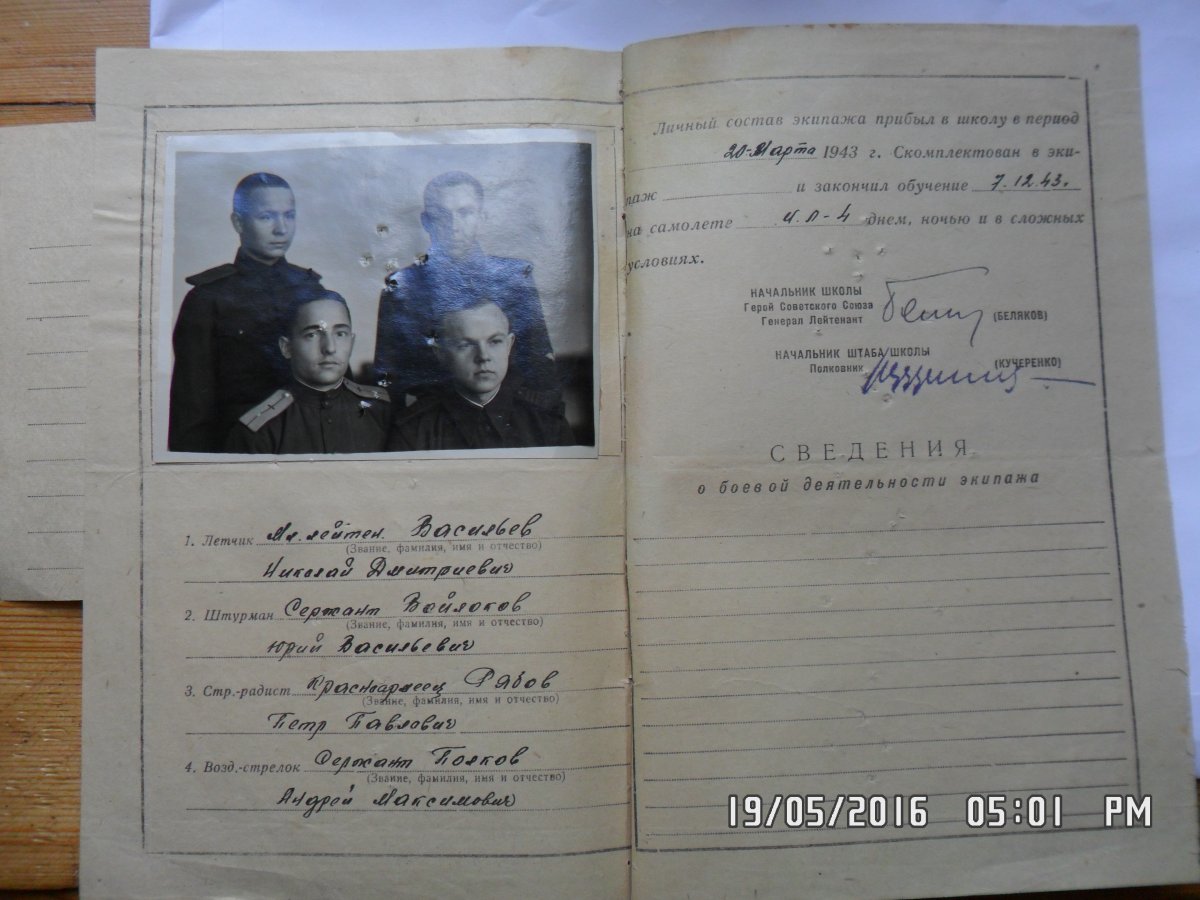 1. Летчик Мл. лейтен. Васильев
(Звание, фамилия, имя и отчество)
Николай Дмитриевич
2. Штурман Сержант Войлоков
(Звание, фамилия, имя и отчество)
Юрий Васильевич
3. Стр.-радист Красноармеец Рябов
(Звание, фамилия, имя и отчество)
Петр Павлович
4. Возд.-стрелок Сержант Поляков
(Звание, фамилия, имя и отчество)
Андрей Максимович
Личный состав экипажа прибыл в школу в период
20-Марта 1943 г. Скомплектован в эки-
паж и закончил обучение 7.12.43.
на самолете ИЛ-4 днем, ночью и в сложных
условиях.
НАЧАЛЬНИК ШКОЛЫ
Герой Советского Союза
Генерал Лейтенант (БЕЛЯКОВ)
НАЧАЛЬНИК ШТАБА ШКОЛЫ
Полковник (КУЧЕРЕНКО)
СВЕДЕНИЯ
о боевой деятельности экипажа
19/05/2016 05:01 PM